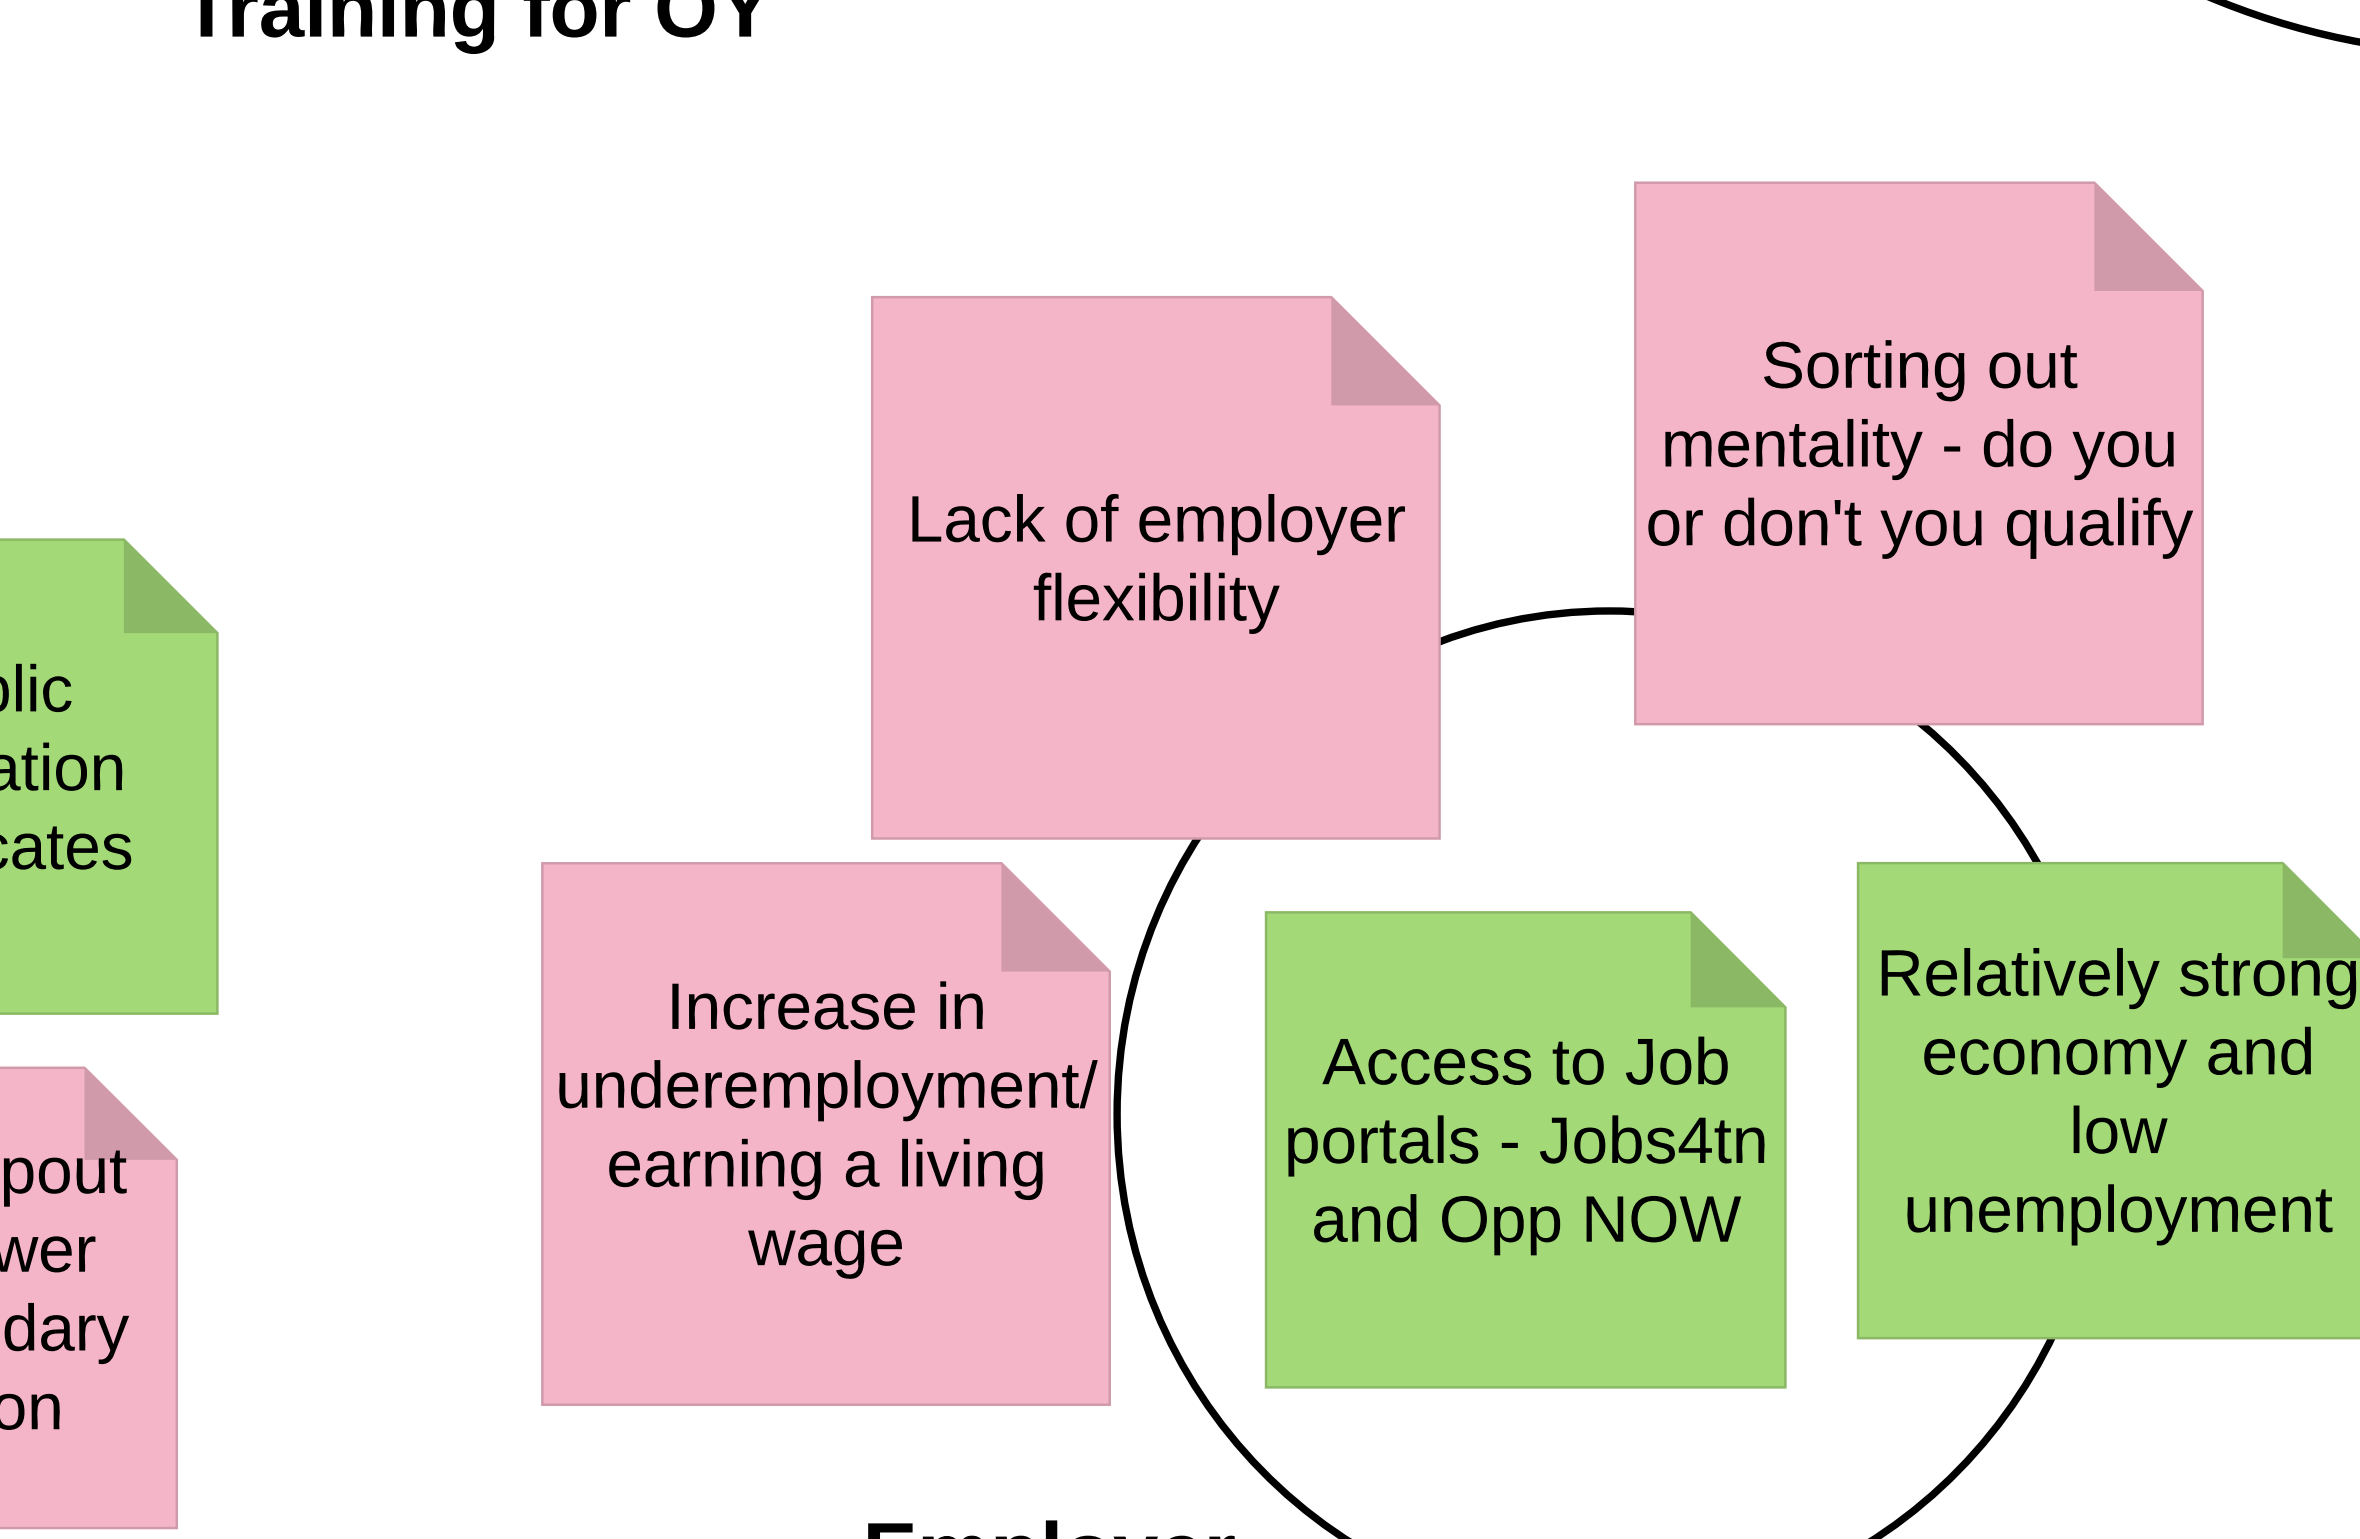 Training for OY
Sorting out
mentality - do you
or don't you qualify
Lack of employer
flexibility
Increase in
underemployment/
earning a living
wage
Access to Job
portals - Jobs4tn
and Opp NOW
Relatively strong
economy and
low
unemployment
Employer